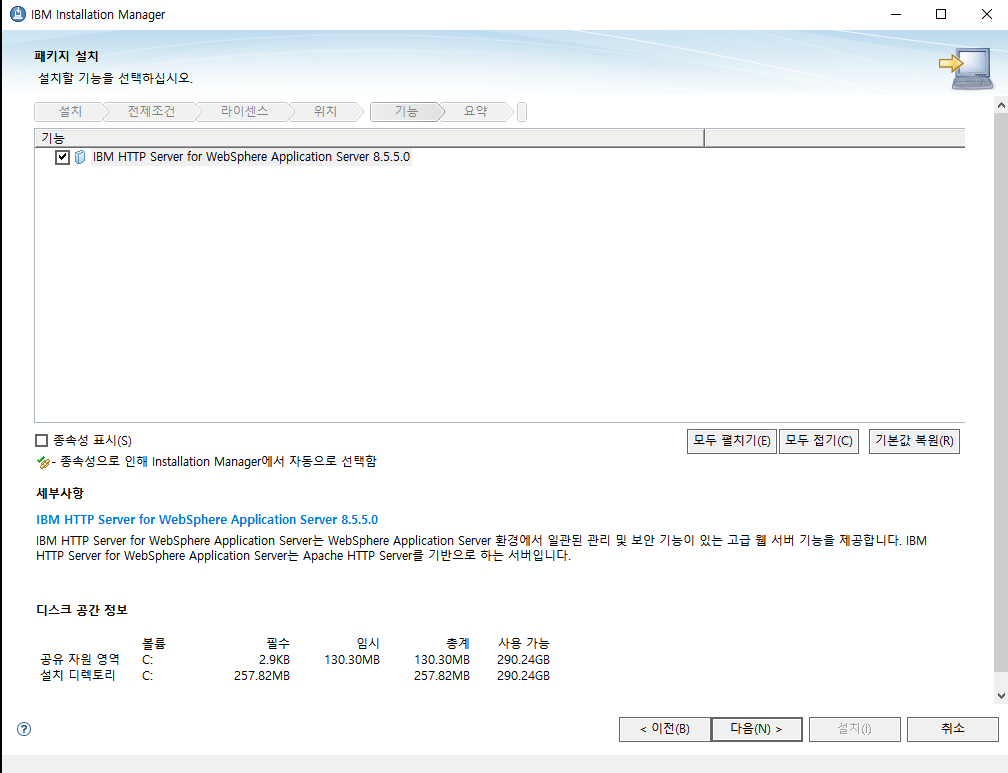 IBM Installation Manager
패키지 설치
설치할 기능을 선택하십시오.
설치 전제조건 라이센스 위치 기능 요약
기능
IBM HTTP Server for WebSphere Application Server 8.5.5.0
종속성 표시(S) 모두 펼치기(E) 모두 접기(C) 기본값 복원(R)
- 종속성으로 인해 Installation Manager에서 자동으로 선택함
세부사항
IBM HTTP Server for WebSphere Application Server 8.5.5.0
IBM HTTP Server for WebSphere Application Server는 WebSphere Application Server 환경에서 일관된 관리 및 보안 기능이 있는 고급 웹 서버 기능을 제공합니다. IBM
HTTP Server for WebSphere Application Server는 Apache HTTP Server를 기반으로 하는 서버입니다.
디스크 공간 정보
볼륨 필수 임시 총계 사용 가능
공유 자원 영역 C: 2.9KB 130.30MB 130.30MB 290.24GB
설치 디렉토리 C: 257.82MB 257.82MB 290.24GB
? < 이전(B) 다음(N) > 설치(I) 취소